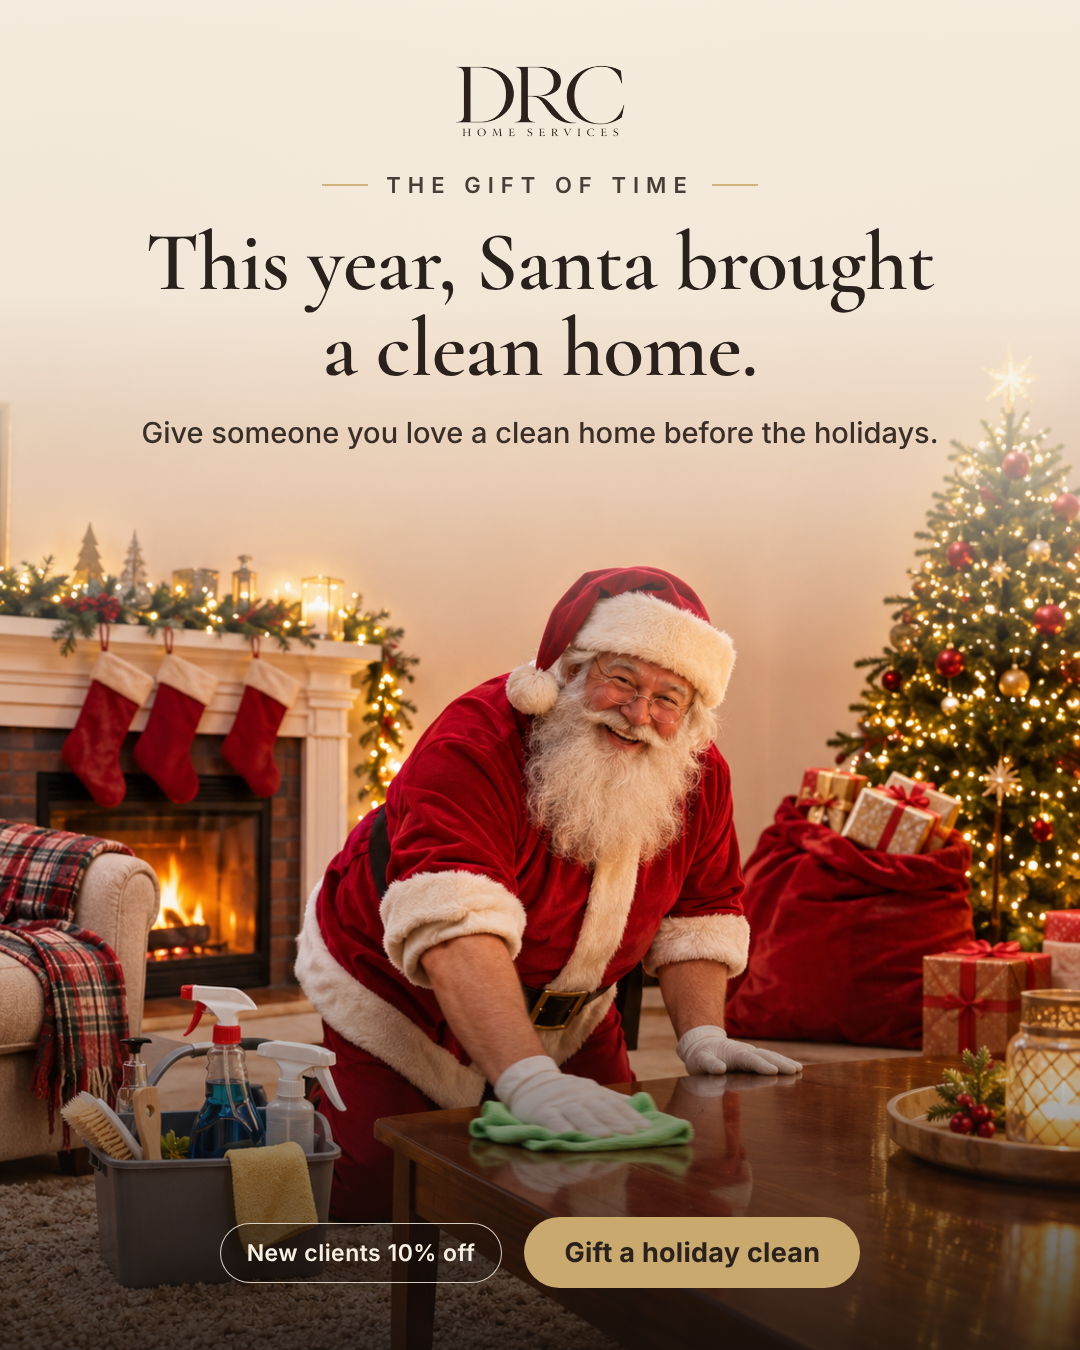 DRC
HOME SERVICES
THE GIFT OF TIME
This year, Santa brought
a clean home.
Give someone you love a clean home before the holidays.
New clients 10% off
Gift a holiday clean